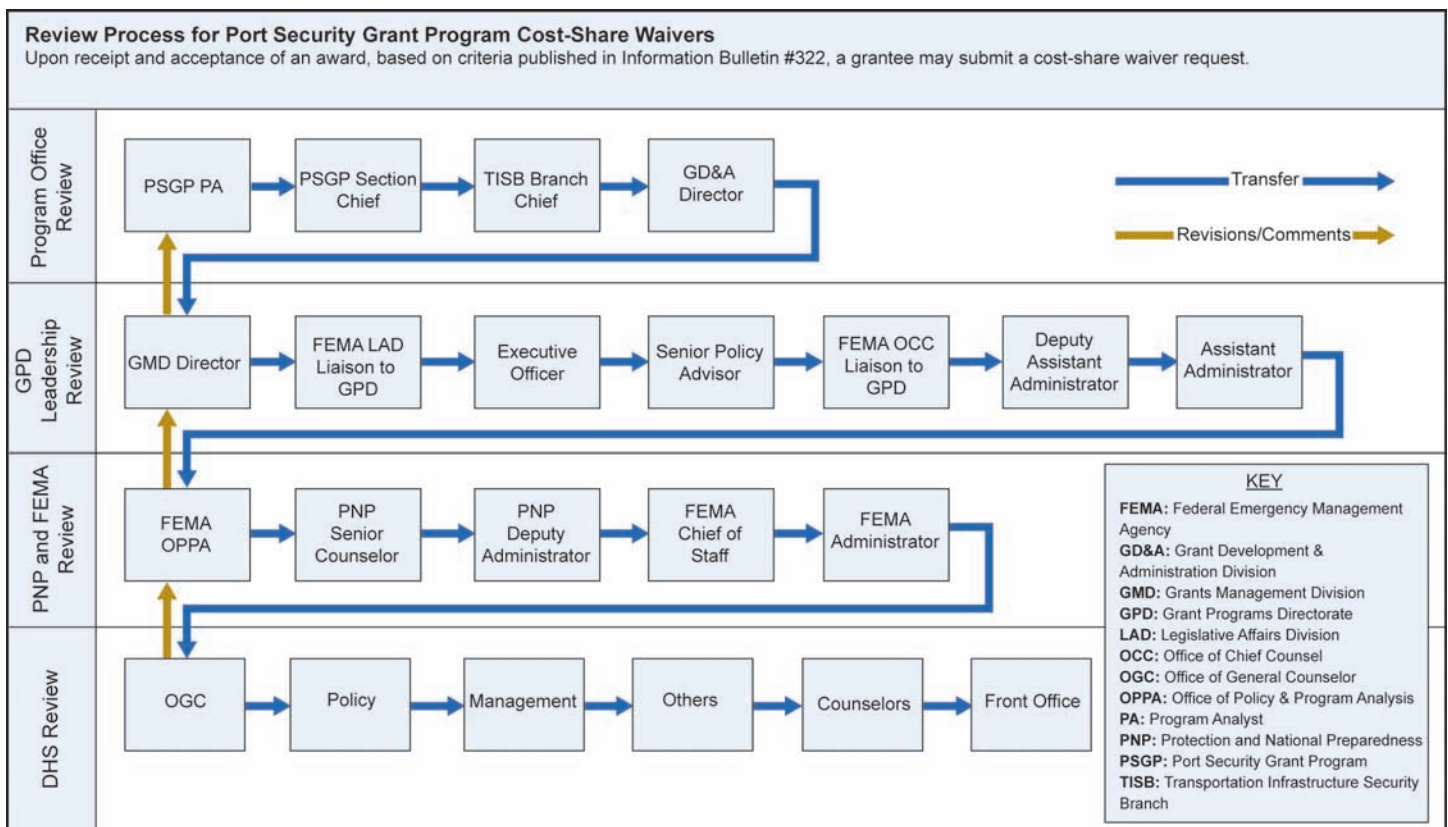 Review Process for Port Security Grant Program Cost-Share Waivers
Upon receipt and acceptance of an award, based on criteria published in Information Bulletin #322, a grantee may submit a cost-share waiver request.
Program Office
Review
PSGP PA
PSGP Section
Chief
TISB Branch
Chief
GD&A
Director
Transfer
Revisions/Comments
GPD
Leadership
Review
GMD Director
FEMA LAD
Liaison to
GPD
Executive
Officer
Senior Policy
Advisor
FEMA OCC
Liaison to
GPD
Deputy
Assistant
Administrator
Assistant
Administrator
PNP and FEMA
Review
FEMA
OPPA
PNP
Senior
Counselor
PNP
Deputy
Administrator
FEMA
Chief of
Staff
FEMA
Administrator
DHS Review
OGC
Policy
Management
Others
Counselors
Front Office
KEY
FEMA: Federal Emergency Management
Agency
GD&A: Grant Development &
Administration Division
GMD: Grants Management Division
GPD: Grant Programs Directorate
LAD: Legislative Affairs Division
OCC: Office of Chief Counsel
OGC: Office of General Counselor
OPPA: Office of Policy & Program Analysis
PA: Program Analyst
PNP: Protection and National Preparedness
PSGP: Port Security Grant Program
TISB: Transportation Infrastructure Security
Branch